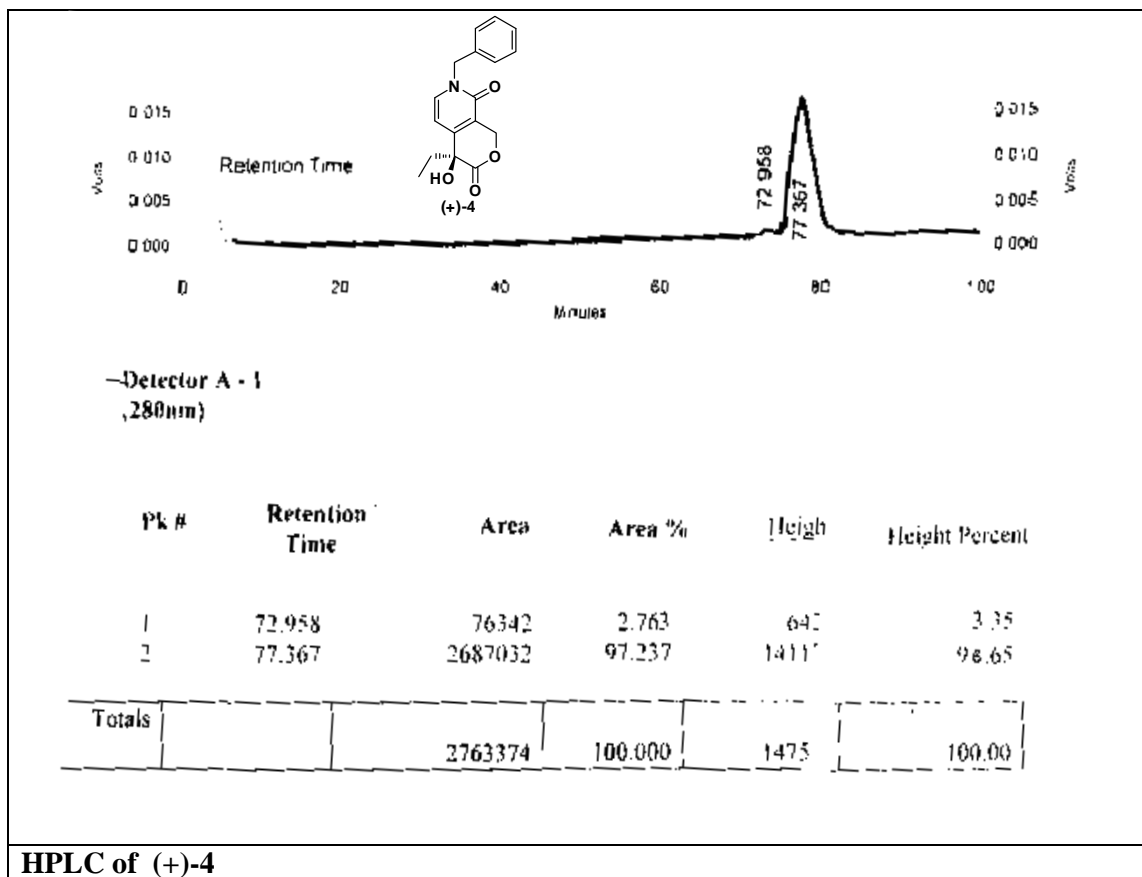 N
O
O
O
HO
(+)-4
0.015
0.010
0.005
0.000
Volts
Retention Time
72 958
77 367
0.015
0.010
0.005
0.000
Volts
0 20 40 60 80 100
Minutes
Detector A - 1
,280nm)
Pk # Retention Time Area Area % Heigh Height Percent
1 72.958 76342 2.763 3.35
2 77.367 2687032 97.237
Totals
2763374 100.000 1475 100.00
HPLC of (+)-4